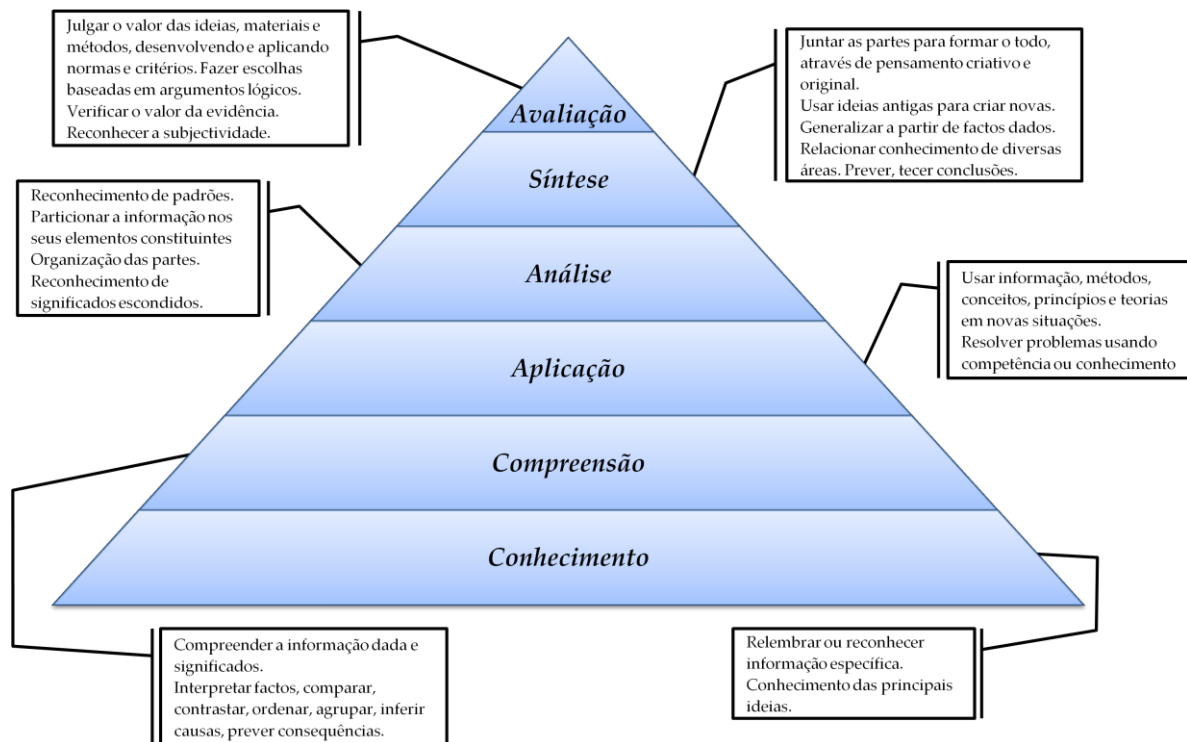 Julgar o valor das ideias, materiais e
métodos, desenvolvendo e aplicando
normas e critérios. Fazer escolhas
baseadas em argumentos lógicos.
Verificar o valor da evidência.
Reconhecer a subjectividade.
Juntar as partes para formar o todo,
através de pensamento criativo e
original.
Usar ideias antigas para criar novas.
Generalizar a partir de factos dados.
Relacionar conhecimento de diversas
áreas. Prever, tecer conclusões.
Avaliação
Síntese
Reconhecimento de padrões.
Particionar a informação nos
seus elementos constituintes
Organização das partes.
Reconhecimento de
significados escondidos.
Análise
Usar informação, métodos,
conceitos, princípios e teorias
em novas situações.
Resolver problemas usando
competência ou conhecimento
Aplicação
Compreensão
Conhecimento
Compreender a informação dada e
significados.
Interpretar factos, comparar,
contrastar, ordenar, agrupar, inferir
causas, prever consequências.
Relembrar ou reconhecer
informação específica.
Conhecimento das principais
ideias.